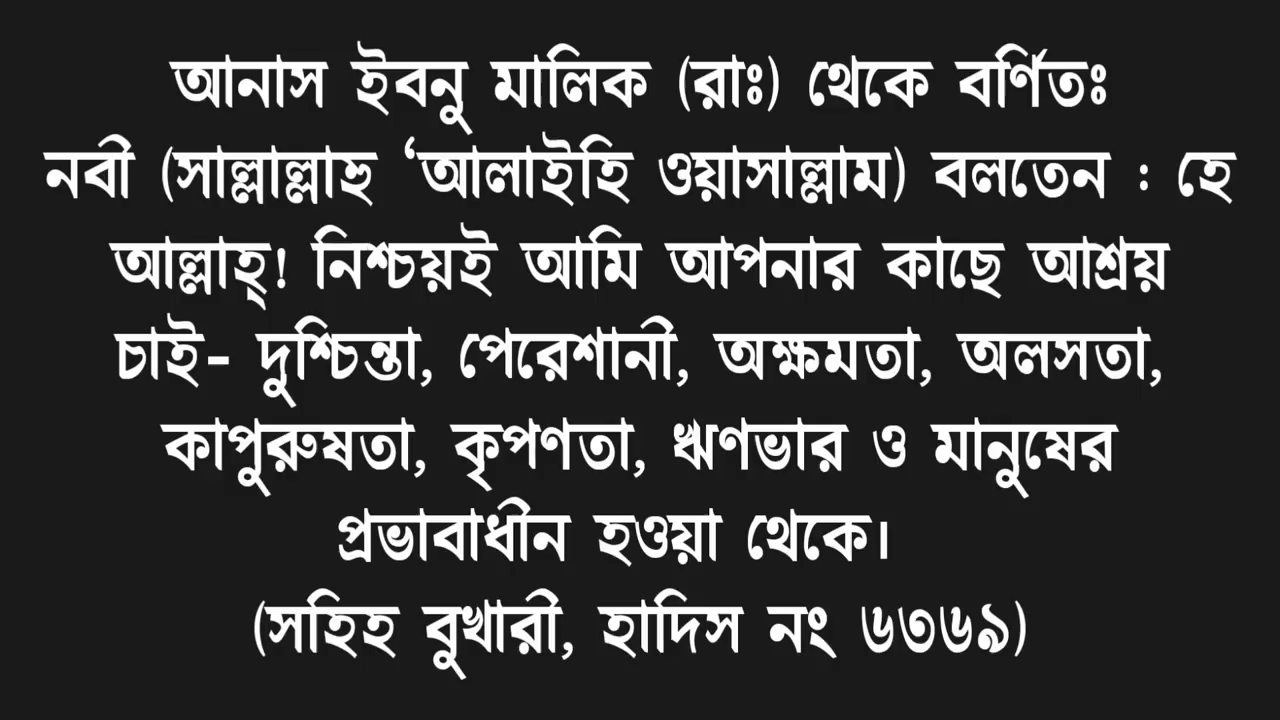 আনাস ইবনু মালিক (রাঃ) থেকে বর্ণিতঃ
নবী (সাল্লাল্লাহু ‘আলাইহি ওয়াসাল্লাম) বলতেন : হে
আল্লাহ্! নিশ্চয়ই আমি আপনার কাছে আশ্রয়
চাই- দুশ্চিন্তা, পেরেশানী, অক্ষমতা, অলসতা,
কাপুরুষতা, কৃপণতা, ঋণভার ও মানুষের
প্রভাবাধীন হওয়া থেকে।
(সহিহ বুখারী, হাদিস নং ৬৩৬৯)